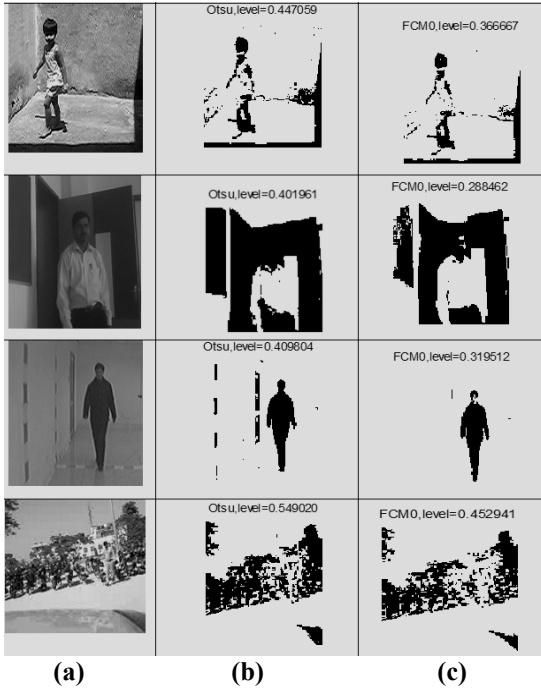 Otsu,level=0.447059
FCM0,level=0.366667
Otsu,level=0.401961
FCM0,level=0.288462
Otsu,level=0.409804
FCM0,level=0.319512
Otsu,level=0.549020
FCM0,level=0.452941
(a) (b) (c)